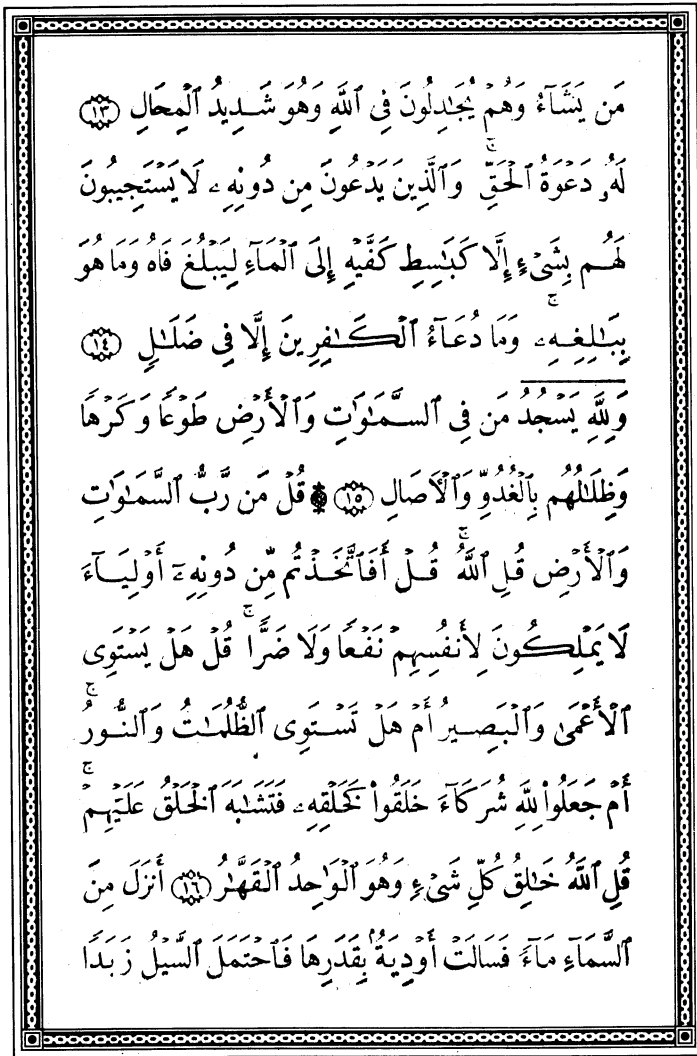 مَن يَشَآءُ وَهُمْ يُجَٰدِلُونَ فِى ٱللَّهِ وَهُوَ شَدِيدُ ٱلْمِحَالِ ۝١٣
لَهُۥ دَعْوَةُ ٱلْحَقِّ ۚ وَٱلَّذِينَ يَدْعُونَ مِن دُونِهِۦ لَا يَسْتَجِيبُونَ
لَهُم بِشَىْءٍ إِلَّا كَبَٰسِطِ كَفَّيْهِ إِلَى ٱلْمَآءِ لِيَبْلُغَ فَاهُ وَمَا هُوَ
بِبَٰلِغِهِۦ ۚ وَمَا دُعَآءُ ٱلْكَٰفِرِينَ إِلَّا فِى ضَلَٰلٍ ۝١٤
وَلِلَّهِ يَسْجُدُ مَن فِى ٱلسَّمَٰوَٰتِ وَٱلْأَرْضِ طَوْعًا وَكَرْهًا
وَظِلَٰلُهُم بِٱلْغُدُوِّ وَٱلْأَصَالِ ۝١٥ ۞ قُلْ مَن رَّبُّ ٱلسَّمَٰوَٰتِ
وَٱلْأَرْضِ قُلِ ٱللَّهُ ۚ قُلْ أَفَٱتَّخَذْتُم مِّن دُونِهِۦٓ أَوْلِيَآءَ
لَا يَمْلِكُونَ لِأَنفُسِهِمْ نَفْعًا وَلَا ضَرًّا ۚ قُلْ هَلْ يَسْتَوِى
ٱلْأَعْمَىٰ وَٱلْبَصِيرُ أَمْ هَلْ تَسْتَوِى ٱلظُّلُمَٰتُ وَٱلنُّورُ ۚ
أَمْ جَعَلُوا۟ لِلَّهِ شُرَكَآءَ خَلَقُوا۟ كَخَلْقِهِۦ فَتَشَٰبَهَ ٱلْخَلْقُ عَلَيْهِمْ ۚ
قُلِ ٱللَّهُ خَٰلِقُ كُلِّ شَىْءٍ وَهُوَ ٱلْوَٰحِدُ ٱلْقَهَّٰرُ ۝١٦ أَنزَلَ مِنَ
ٱلسَّمَآءِ مَآءً فَسَالَتْ أَوْدِيَةٌۢ بِقَدَرِهَا فَٱحْتَمَلَ ٱلسَّيْلُ زَبَدًا